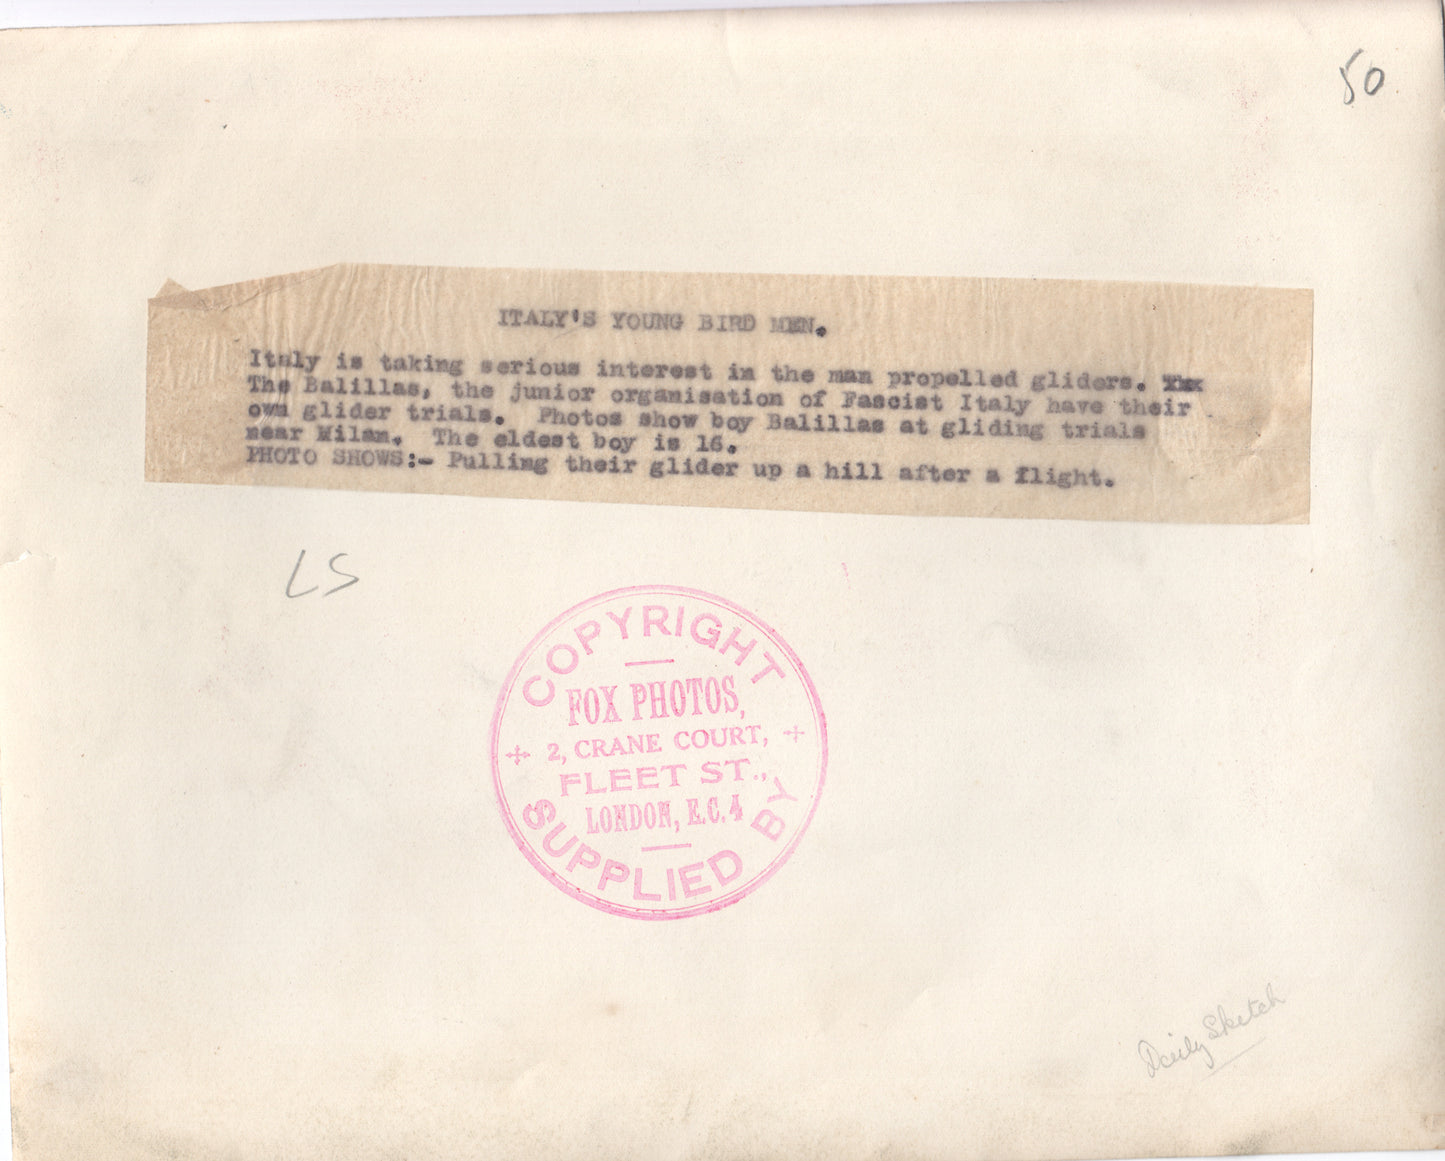 50
ITALY'S YOUNG BIRD MEN.
Italy is taking serious interest in the man propelled gliders. Txx
The Balillas, the junior organisation of Fascist Italy have their
own glider trials. Photos show boy Balillas at gliding trials
near Milan. The eldest boy is 16.
PHOTO SHOWS:- Pulling their glider up a hill after a flight.
LS
COPYRIGHT
FOX PHOTOS,
2, CRANE COURT,
FLEET ST.,
LONDON, E.C.4
SUPPLIED BY
Daily Sketch